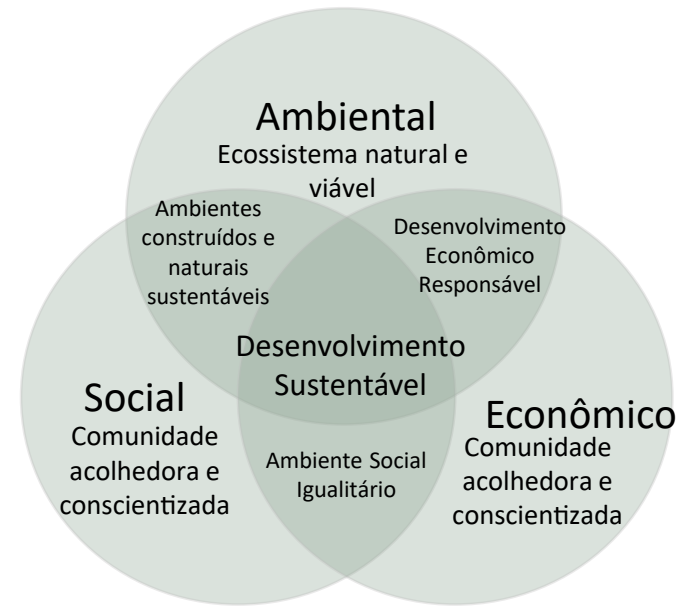 Ambiental
Ecossistema natural e
viável
Ambientes
construídos e
naturais
sustentáveis
Desenvolvimento
Econômico
Responsável
Desenvolvimento
Sustentável
Social
Comunidade
acolhedora e
conscientizada
Ambiente Social
Igualitário
Econômico
Comunidade
acolhedora e
conscientizada